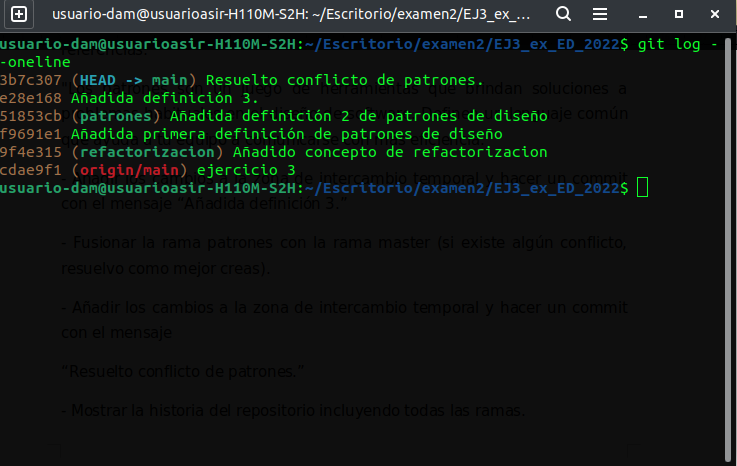 usuario-dam@usuarioasir-H110M-S2H: ~/Escritorio/examen2/EJ3_ex_...
usuario-dam@usuarioasir-H110M-S2H:~/Escritorio/examen2/EJ3_ex_ED_2022$ git log -
-oneline
3b7c307 (HEAD -> main) Resuelto conflicto de patrones.
e28e168 Añadida definición 3.
51853cb (patrones) Añadida definición 2 de patrones de diseño
f9691e1 Añadida primera definición de patrones de diseño
9f4e315 (refactorizacion) Añadido concepto de refactorizacion
cdae9f1 (origin/main) ejercicio 3
usuario-dam@usuarioasir-H110M-S2H:~/Escritorio/examen2/EJ3_ex_ED_2022$
con el mensaje “Añadida definición 3.”
- Fusionar la rama patrones con la rama master (si existe algún conflicto,
resuelvo como mejor creas).
- Añadir los cambios a la zona de intercambio temporal y hacer un commit
con el mensaje
“Resuelto conflicto de patrones.”
- Mostrar la historia del repositorio incluyendo todas las ramas.